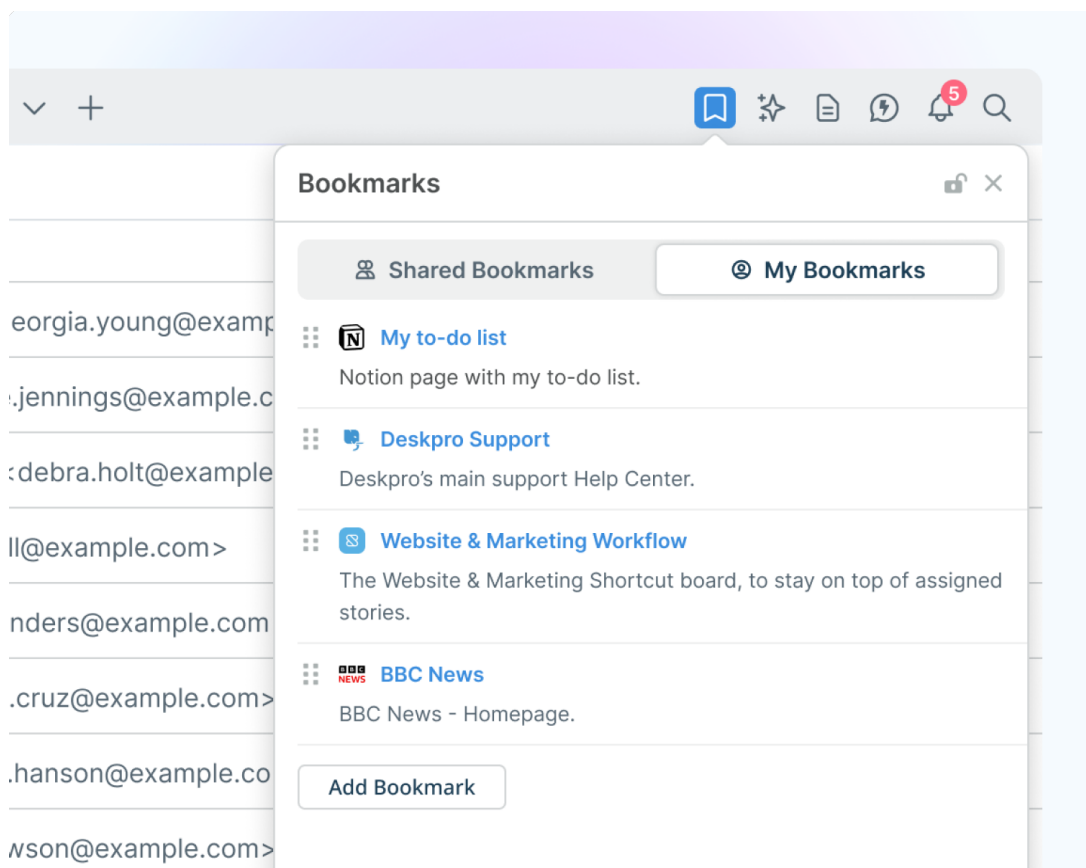 5
Bookmarks
Shared Bookmarks
My Bookmarks
My to-do list
Notion page with my to-do list.
Deskpro Support
Deskpro’s main support Help Center.
Website & Marketing Workflow
The Website & Marketing Shortcut board, to stay on top of assigned
stories.
BBC NEWS
BBC News
BBC News - Homepage.
Add Bookmark
eorgia.young@examp
.jennings@example.c
debra.holt@example
ll@example.com>
nders@example.com
.cruz@example.com>
.hanson@example.co
wson@example.com>